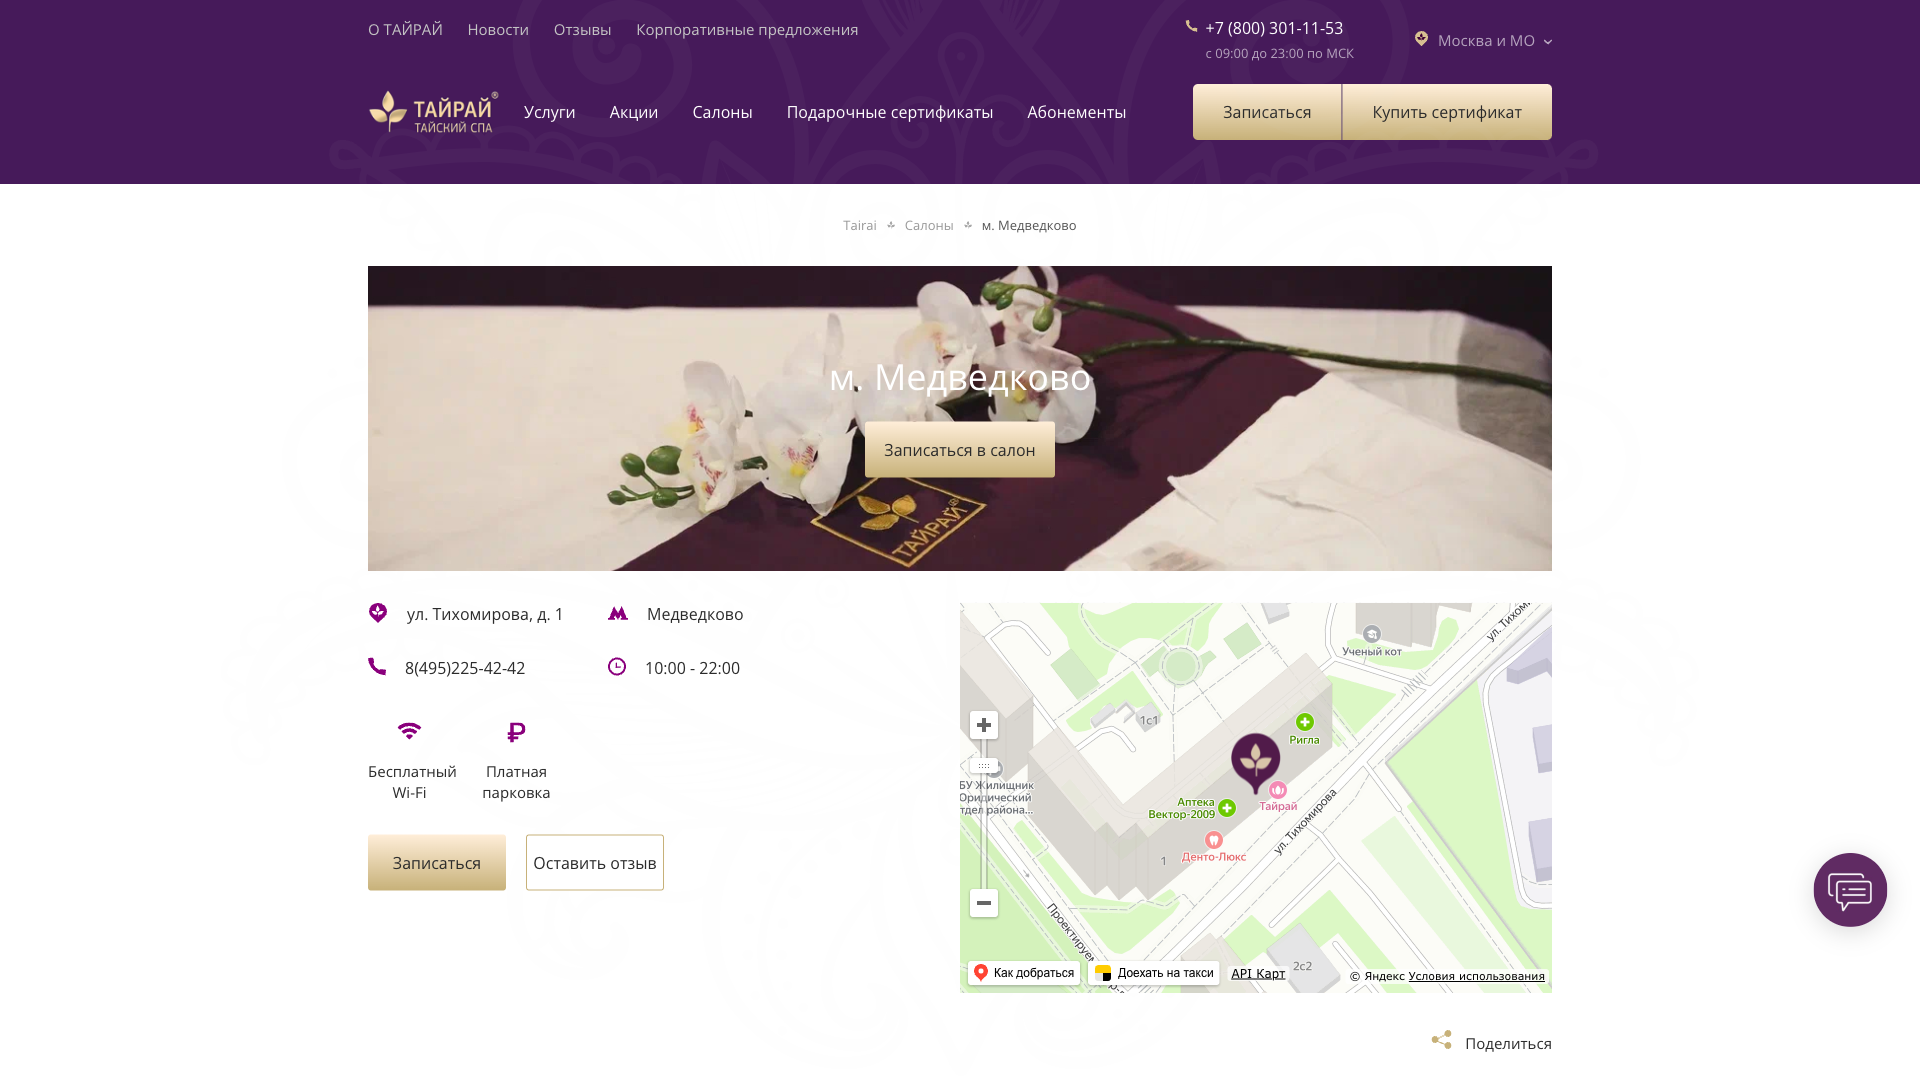 О ТАЙРАЙ
Новости
Отзывы
Корпоративные предложения
+7 (800) 301-11-53
с 09:00 до 23:00 по МСК
Москва и МО
ТАЙРАЙ®
ТАЙСКИЙ СПА
Услуги
Акции
Салоны
Подарочные сертификаты
Абонементы
Записаться
Купить сертификат
Tairai
Салоны
м. Медведково
м. Медведково
Записаться в салон
ТАЙРАЙ®
ул. Тихомирова, д. 1
Медведково
8(495)225-42-42
10:00 - 22:00
Бесплатный
Wi-Fi
Платная
парковка
Записаться
Оставить отзыв
ул. Тихоми
Ученый кот
1с1
Ригла
БУ Жилищник
Юридический
тдел района...
Аптека
Вектор-2009
Тайрай
ул. Тихомирова
1
Денто-Люкс
Проектируем
2с2
Как добраться
Доехать на такси
API Карт
© Яндекс Условия использования
Поделиться